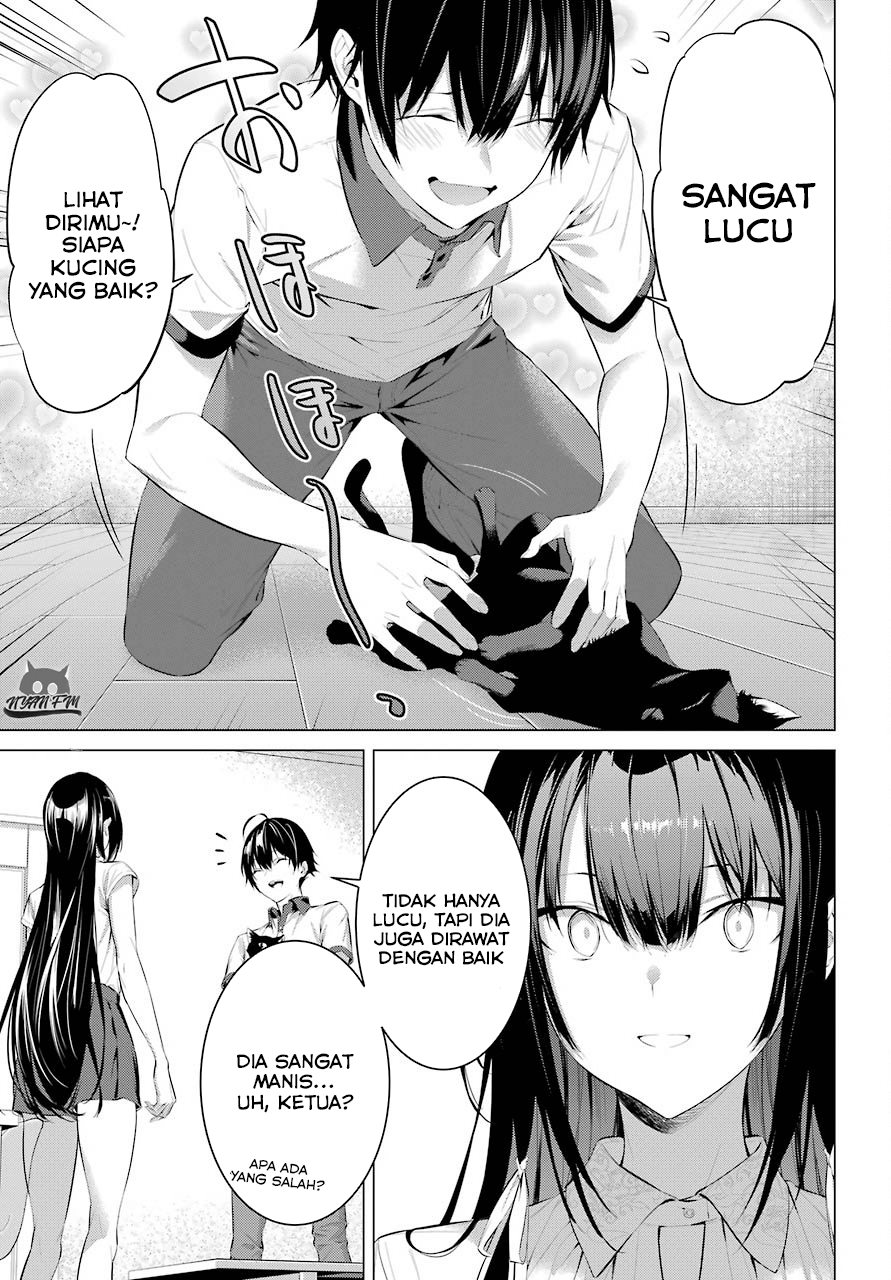 SANGAT
LUCU
LIHAT
DIRIMU~!
SIAPA
KUCING
YANG BAIK?
お
ほ
ほ
NYAN FM
TIDAK HANYA
LUCU, TAPI DIA
JUGA DIRAWAT
DENGAN BAIK
DIA SANGAT
MANIS...
UH, KETUA?
APA ADA
YANG SALAH?